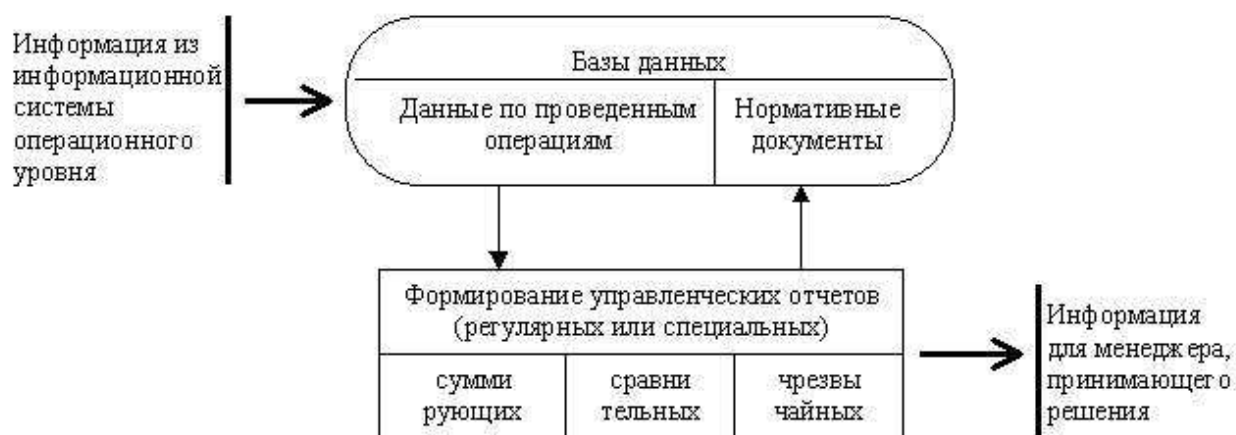 Информация из
информационной
системы
операционного
уровня
Базы данных
Данные по проведенным
операциям
Нормативные
документы
Формирование управленческих отчетов
(регулярных или специальных)
сумми
рующих
сравни
тельных
чрезвы
чайных
Информация
для менеджера,
принимающего
решения